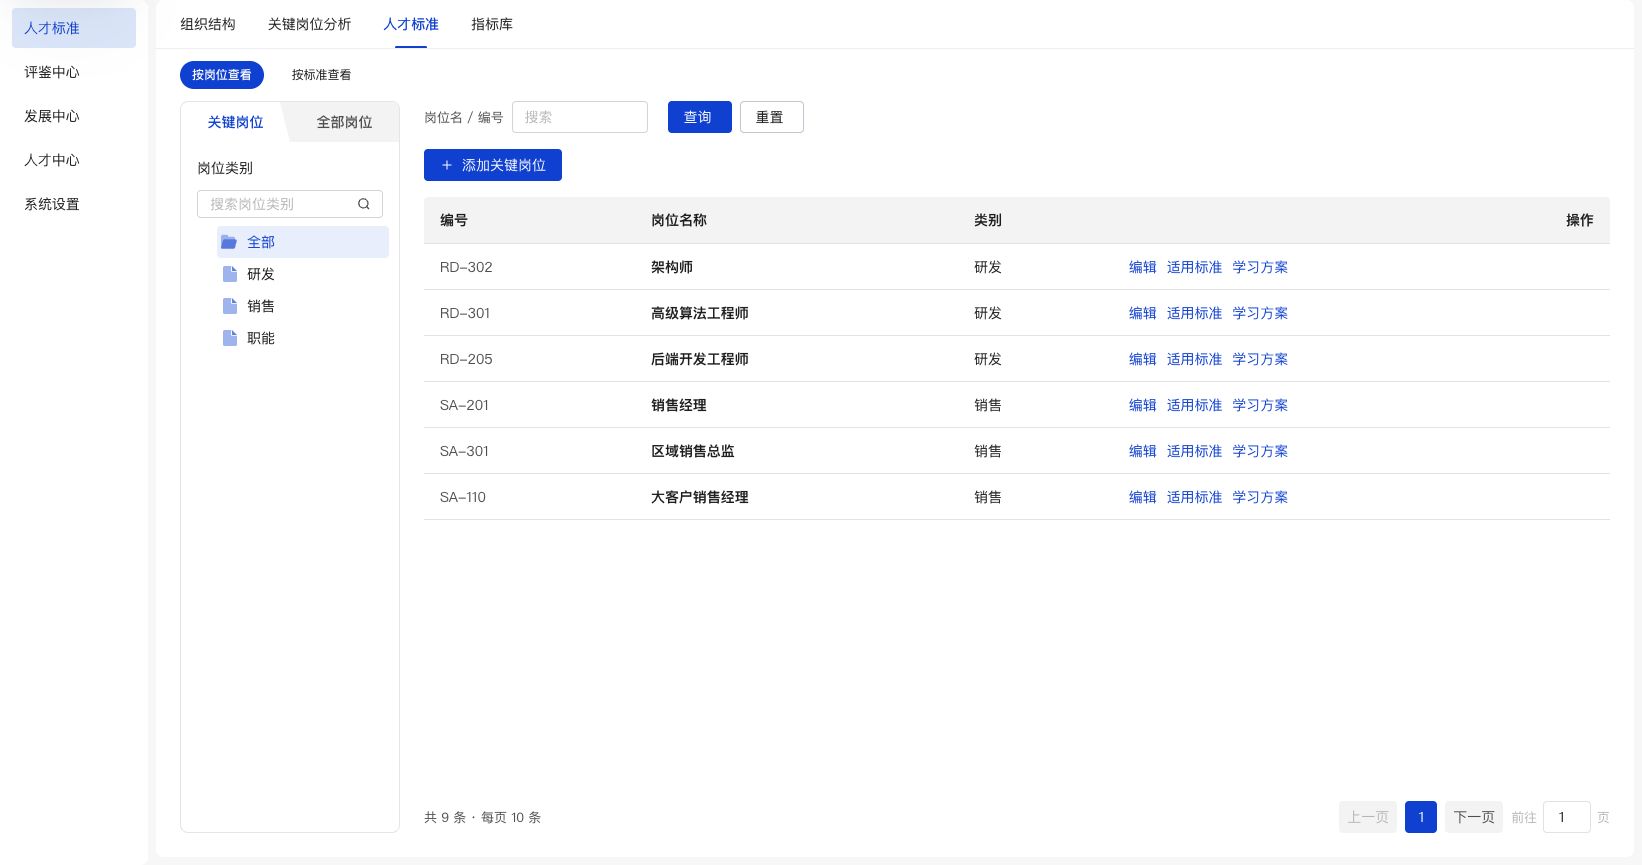 人才标准
评鉴中心
发展中心
人才中心
系统设置
组织结构 关键岗位分析 人才标准 指标库
按岗位查看 按标准查看
关键岗位 全部岗位
岗位类别
搜索岗位类别
全部
研发
销售
职能
岗位名 / 编号 搜索 查询 重置
+ 添加关键岗位
编号 岗位名称 类别 操作
RD-302 架构师 研发 编辑 适用标准 学习方案
RD-301 高级算法工程师 研发 编辑 适用标准 学习方案
RD-205 后端开发工程师 研发 编辑 适用标准 学习方案
SA-201 销售经理 销售 编辑 适用标准 学习方案
SA-301 区域销售总监 销售 编辑 适用标准 学习方案
SA-110 大客户销售经理 销售 编辑 适用标准 学习方案
共 9 条 · 每页 10 条 上一页 1 下一页 前往 1 页